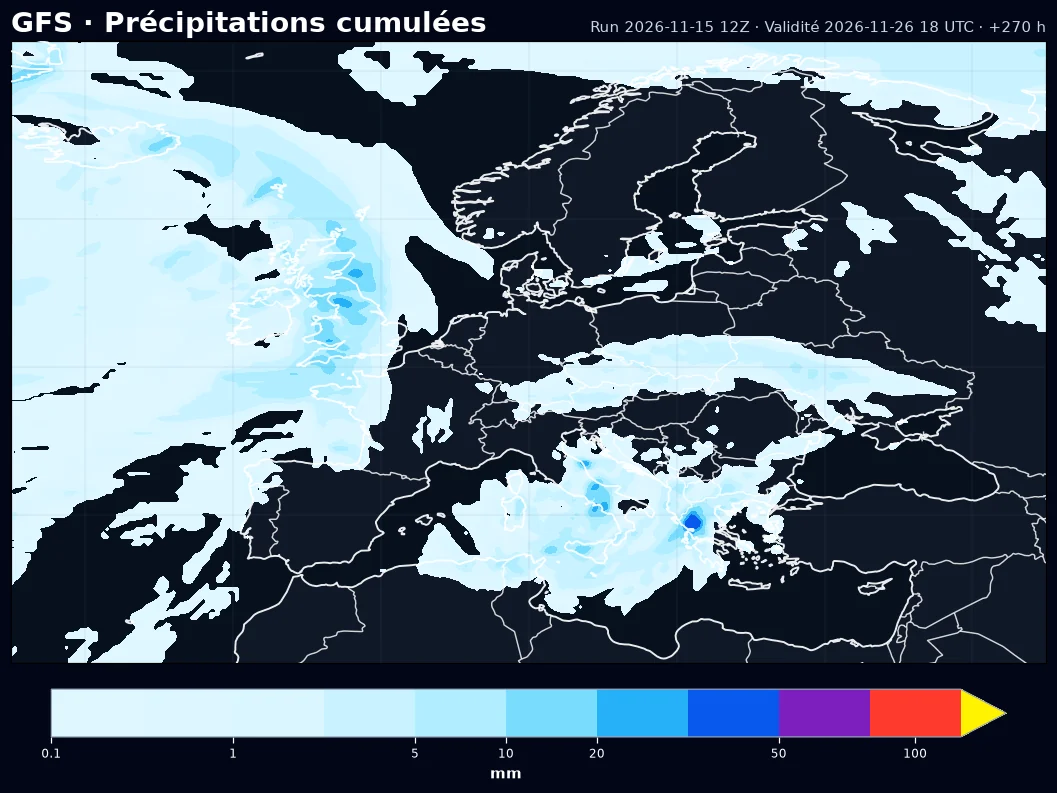 GFS · Précipitations cumulées
Run 2026-11-15 12Z · Validité 2026-11-26 18 UTC · +270 h
0.1 1 5 10 20 50 100
mm